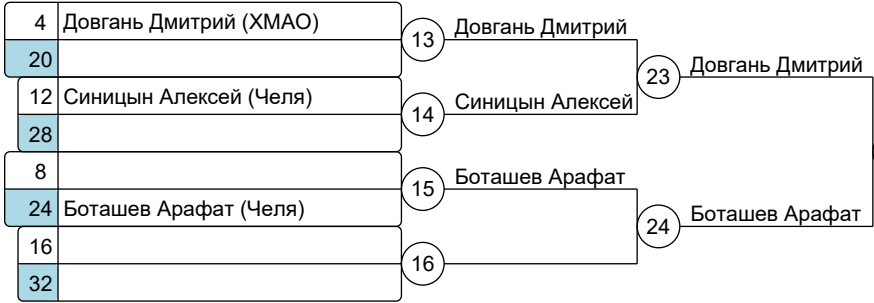 4 Довгань Дмитрий (ХМАО)
20
13
Довгань Дмитрий
12 Синицын Алексей (Челя)
28
14
Синицын Алексей
23
Довгань Дмитрий
8
24 Боташев Арафат (Челя)
15
Боташев Арафат
16
32
16
24
Боташев Арафат